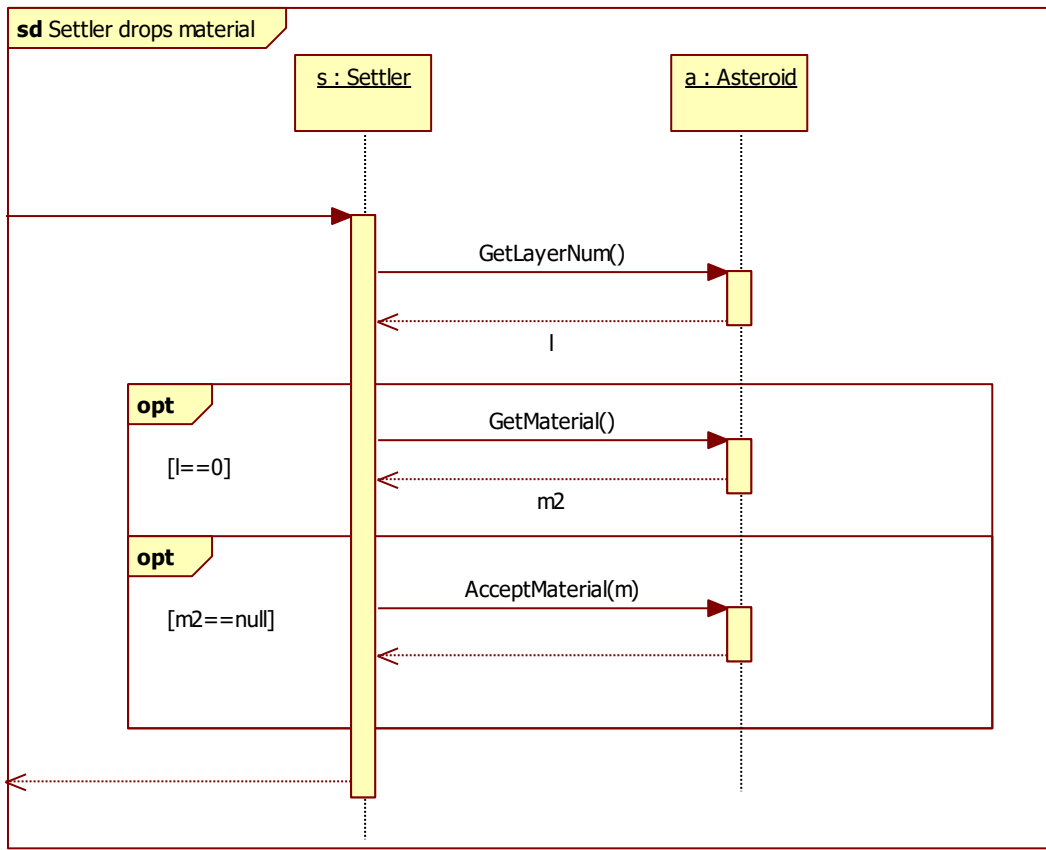 sd Settler drops material
s : Settler
a : Asteroid
GetLayerNum()
l
opt
GetMaterial()
[l==0]
m2
opt
AcceptMaterial(m)
[m2==null]